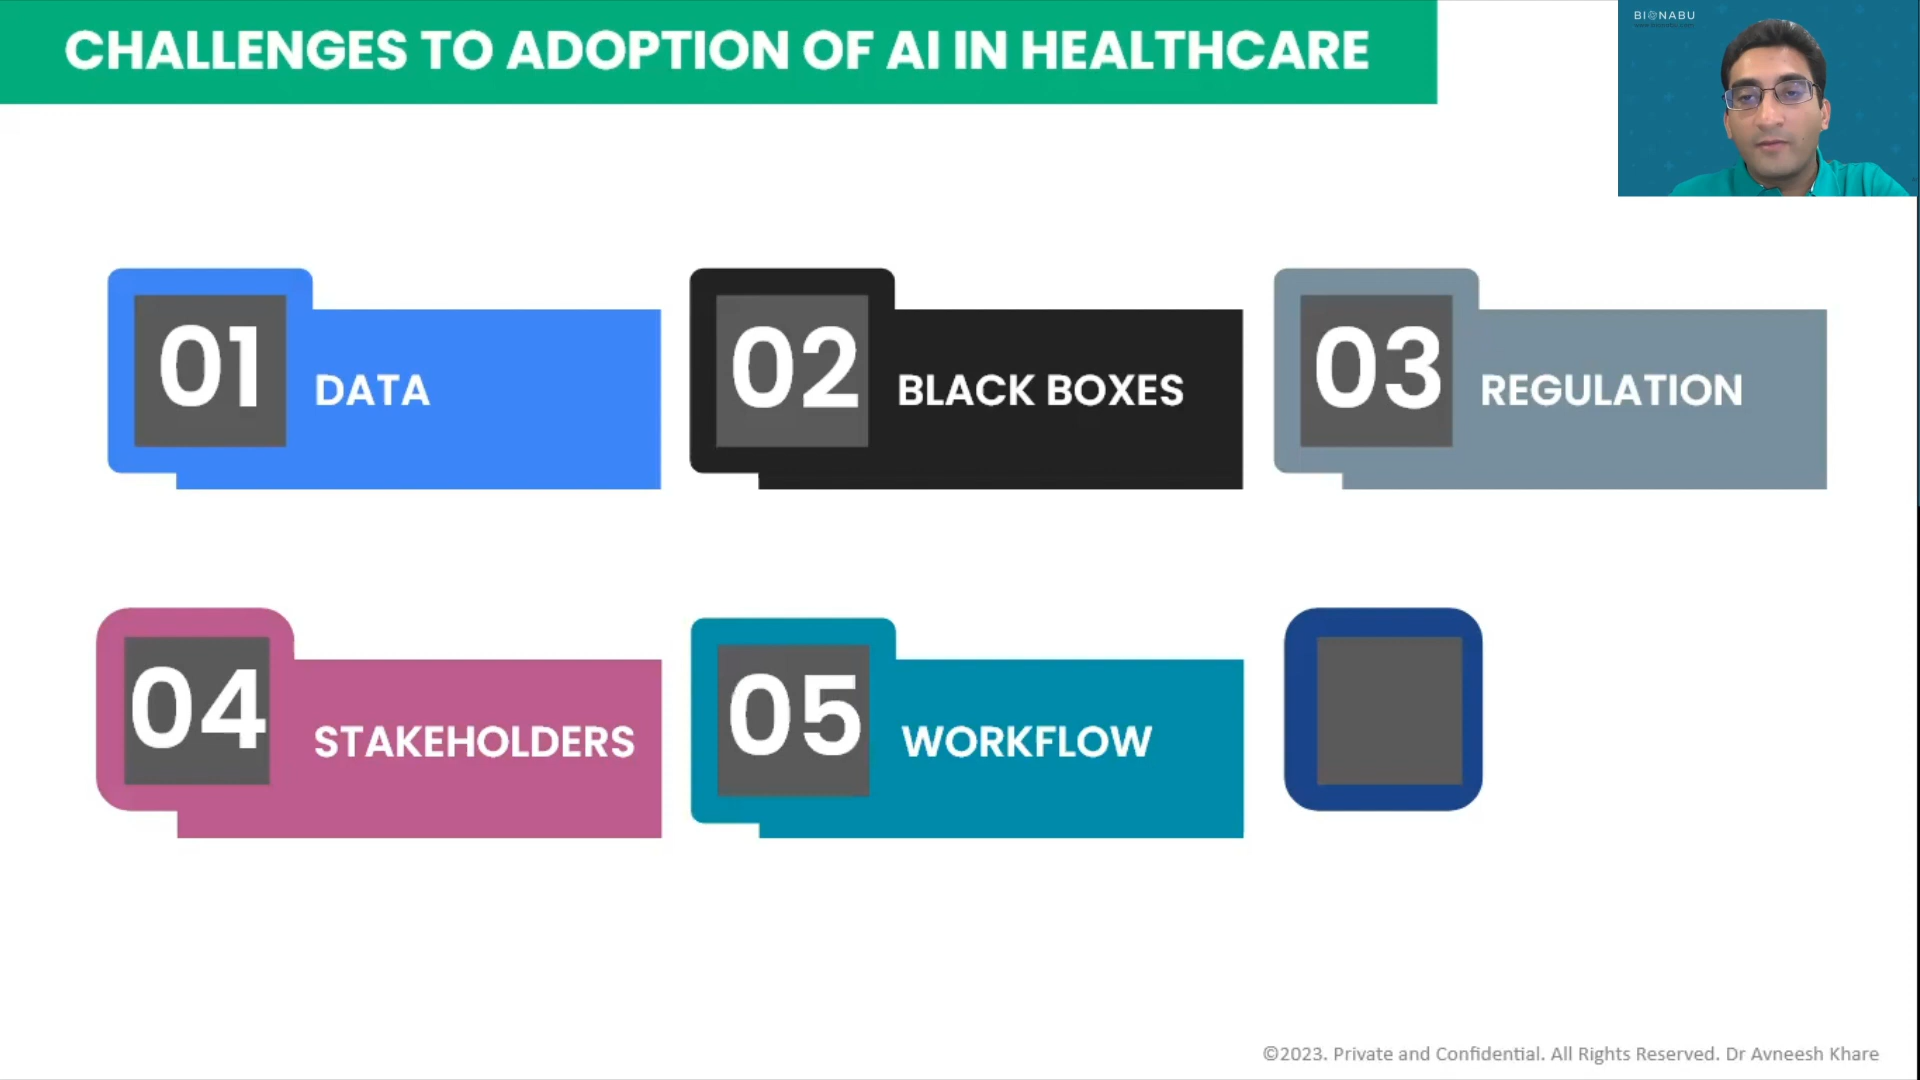 CHALLENGES TO ADOPTION OF AI IN HEALTHCARE
BIONABU
01 DATA
02 BLACK BOXES
03 REGULATION
04 STAKEHOLDERS
05 WORKFLOW
©2023. Private and Confidential. All Rights Reserved. Dr Avneesh Khare